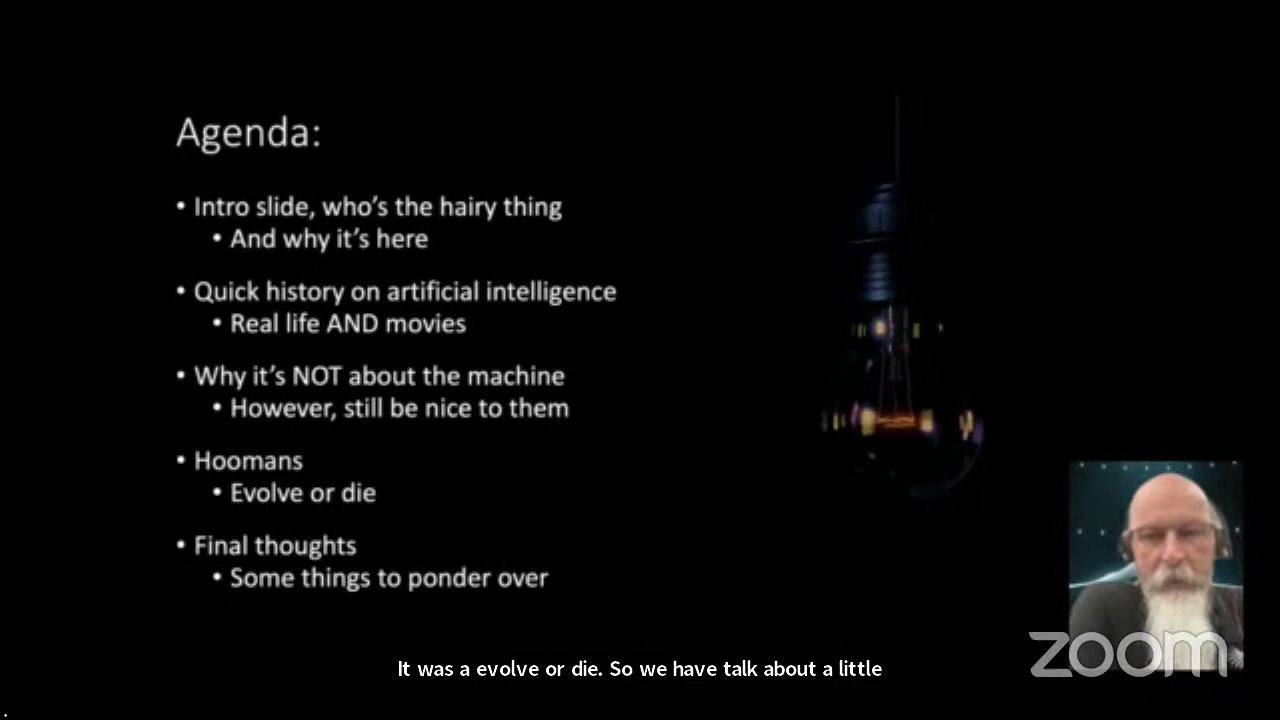 Agenda:
• Intro slide, who's the hairy thing
• And why it's here
• Quick history on artificial intelligence
• Real life AND movies
• Why it's NOT about the machine
• However, still be nice to them
• Hoomans
• Evolve or die
• Final thoughts
• Some things to ponder over
It was a evolve or die. So we have talk about a little
zoom
.